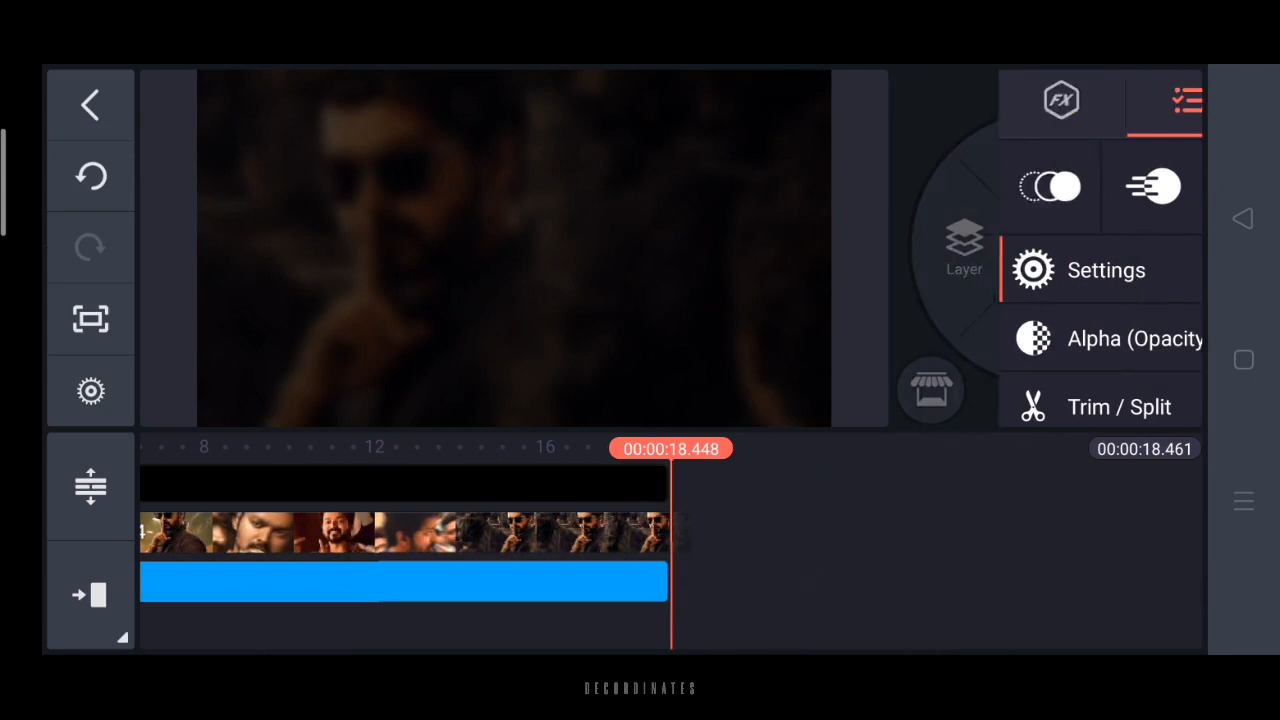 FX
Layer
Settings
Alpha (Opacity
Trim / Split
8
12
16
00:00:18.448
00:00:18.461
DECORDINATES